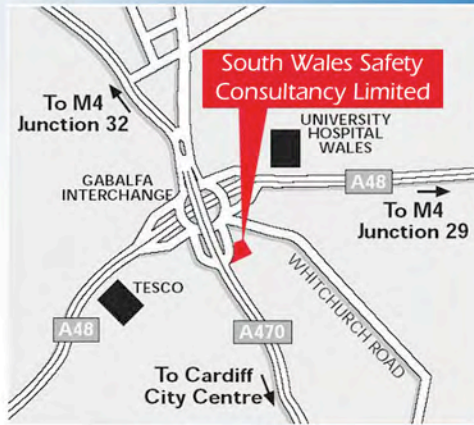 South Wales Safety
Consultancy Limited
To M4
Junction 32
UNIVERSITY
HOSPITAL
WALES
GABALFA
INTERCHANGE
A48
To M4
Junction 29
TESCO
WHITCHURCH ROAD
A48
A470
To Cardiff
City Centre